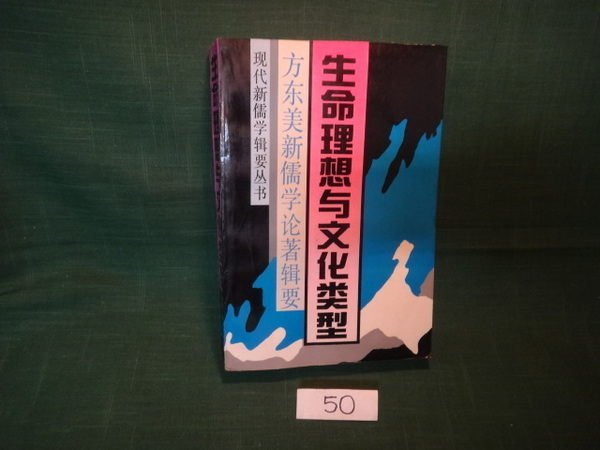 生命理想与文化类型
方东美新儒学论著辑要
现代新儒学辑要丛书
50